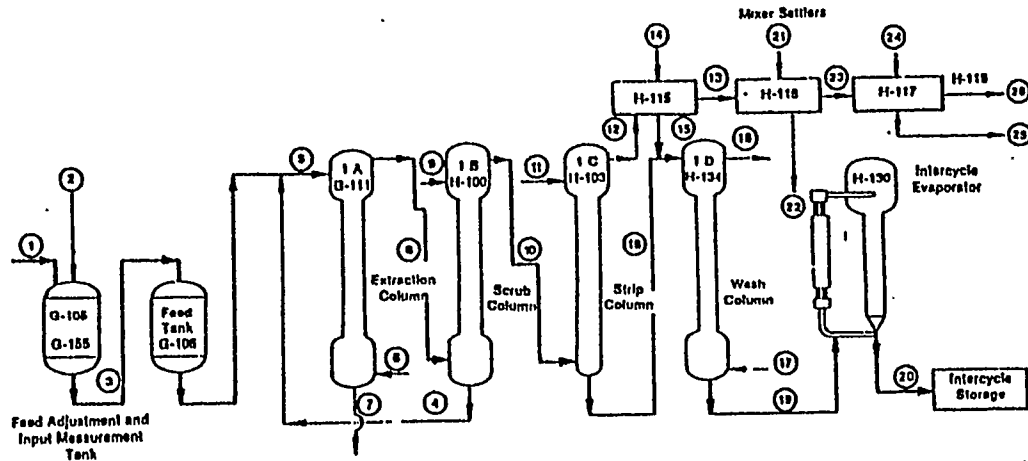 Mixer Settlers
14
21
24
H-115
13
H-116
23
H-117
H-118
26
12
15
25
2
5
1 A
G-111
9
1 B
H-100
11
1 C
H-103
1 D
H-134
16
H-130
Intercycle
Evaporator
1
22
8
10
18
Extraction
Column
Scrub
Column
Strip
Column
Wash
Column
G-105
G-155
Feed
Tank
G-106
3
6
17
7
4
19
20
Intercycle
Storage
Feed Adjustment and
Input Measurement
Tank